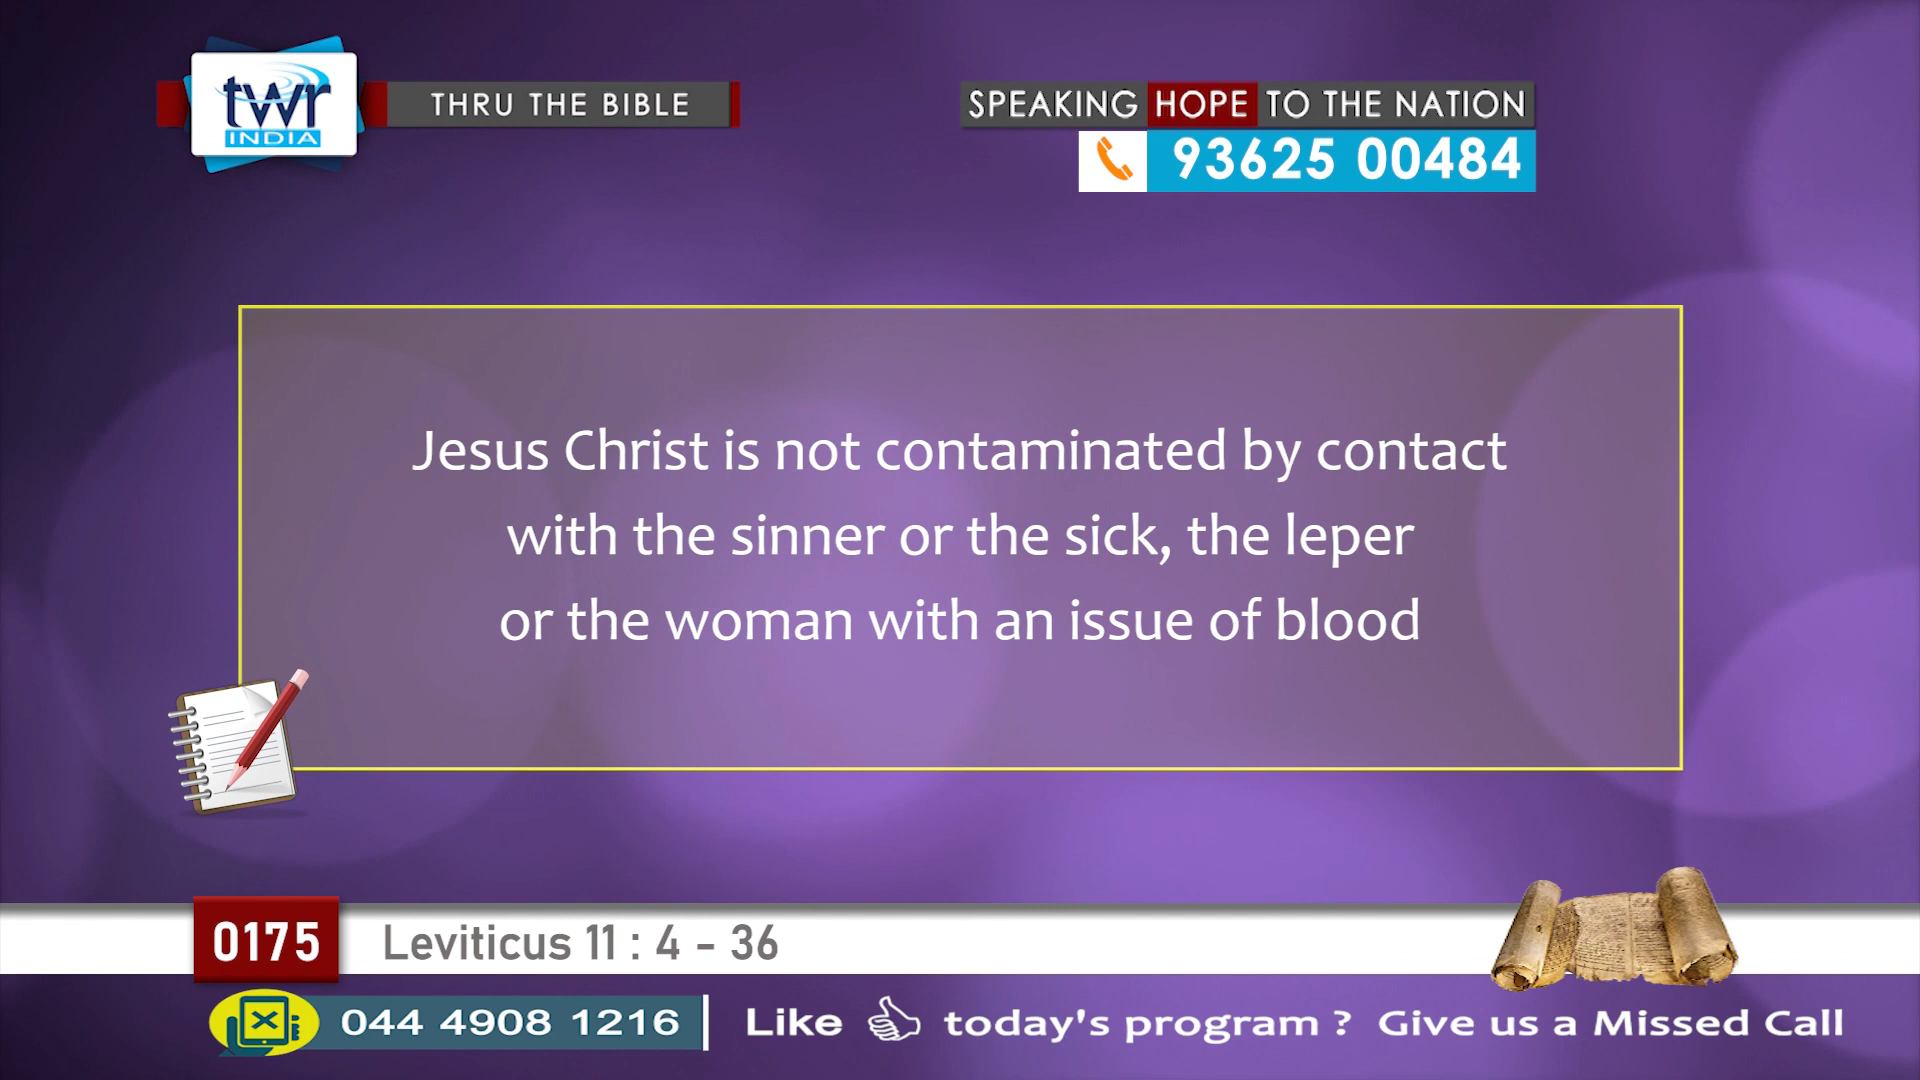 twr
INDIA
THRU THE BIBLE
SPEAKING HOPE TO THE NATION
93625 00484
Jesus Christ is not contaminated by contact
with the sinner or the sick, the leper
or the woman with an issue of blood
0175 Leviticus 11 : 4 - 36
044 4908 1216 Like today's program ? Give us a Missed Call